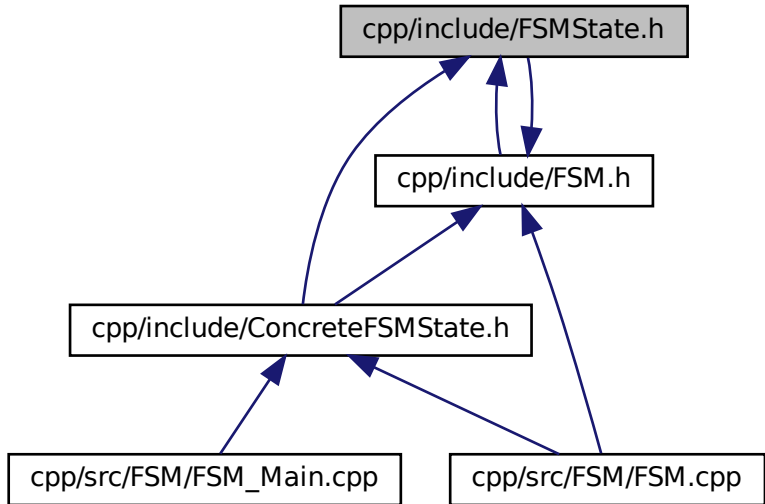 cpp/include/FSMState.h
cpp/include/FSM.h
cpp/include/ConcreteFSMState.h
cpp/src/FSM/FSM_Main.cpp
cpp/src/FSM/FSM.cpp